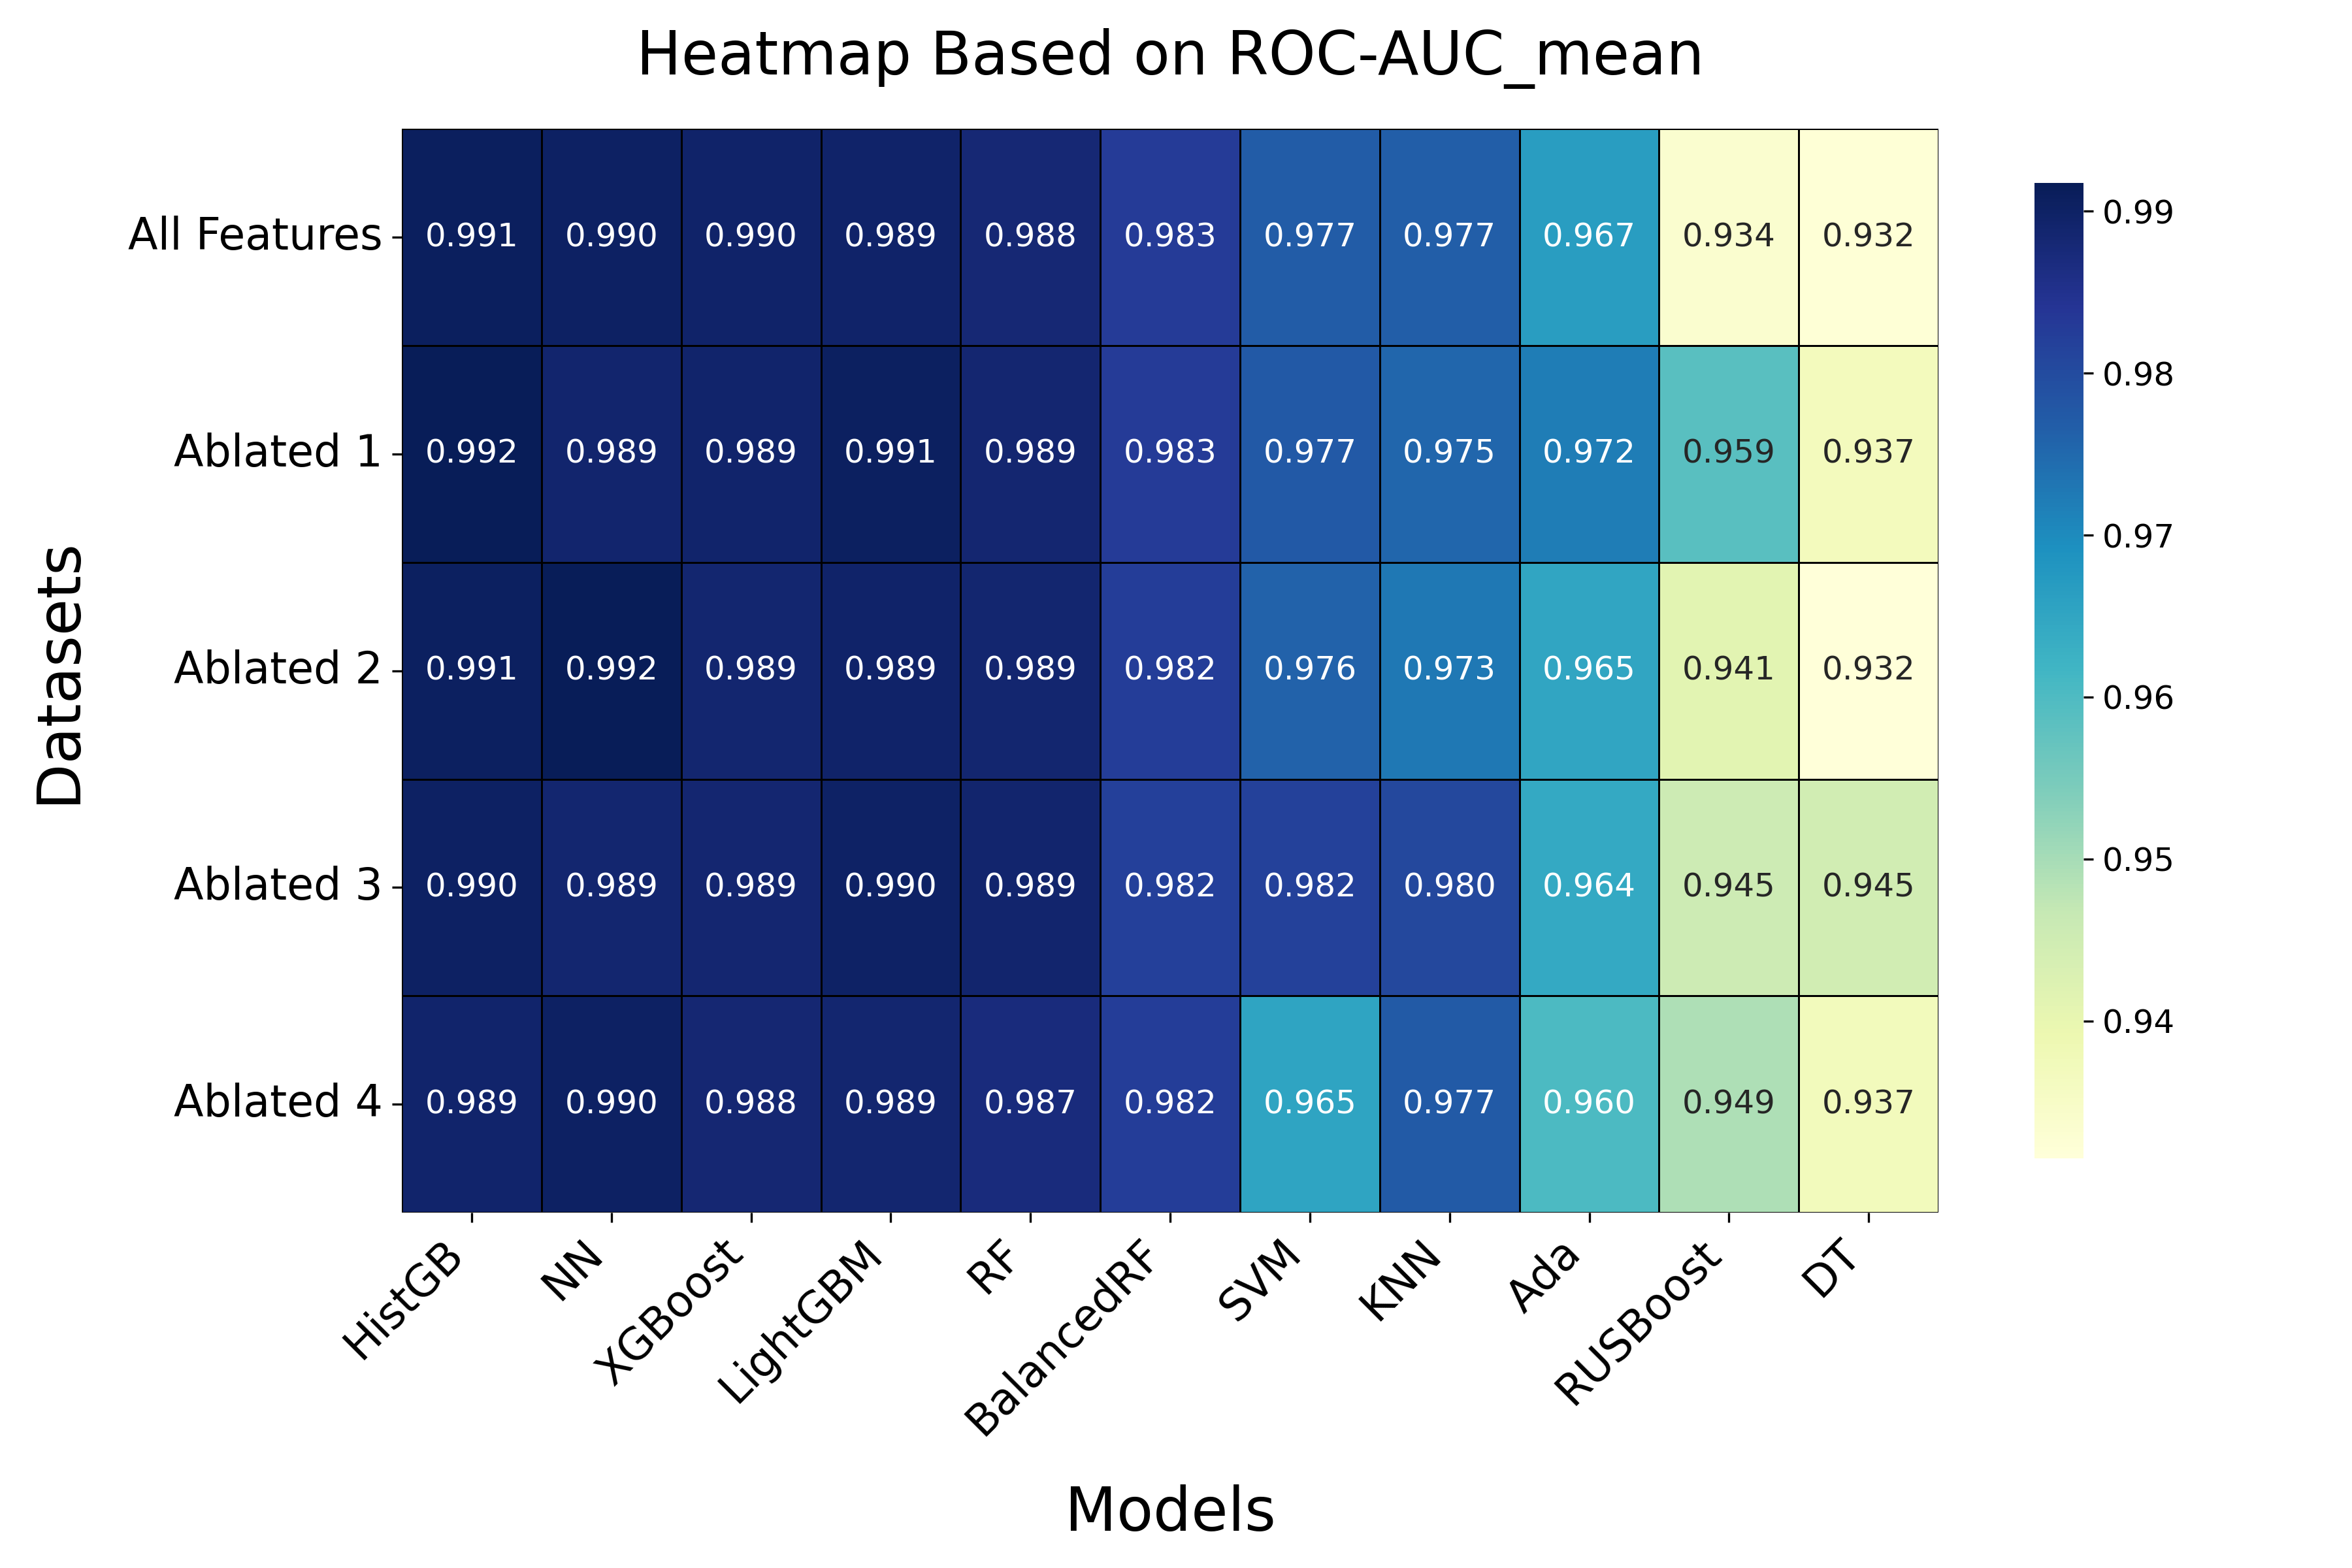 Heatmap Based on ROC-AUC_mean
Datasets
All Features 0.991 0.990 0.990 0.989 0.988 0.983 0.977 0.977 0.967 0.934 0.932
Ablated 1 0.992 0.989 0.989 0.991 0.989 0.983 0.977 0.975 0.972 0.959 0.937
Ablated 2 0.991 0.992 0.989 0.989 0.989 0.982 0.976 0.973 0.965 0.941 0.932
Ablated 3 0.990 0.989 0.989 0.990 0.989 0.982 0.982 0.980 0.964 0.945 0.945
Ablated 4 0.989 0.990 0.988 0.989 0.987 0.982 0.965 0.977 0.960 0.949 0.937
HistGB NN XGBoost LightGBM RF BalancedRF SVM KNN Ada RUSBoost DT
Models
0.99
0.98
0.97
0.96
0.95
0.94